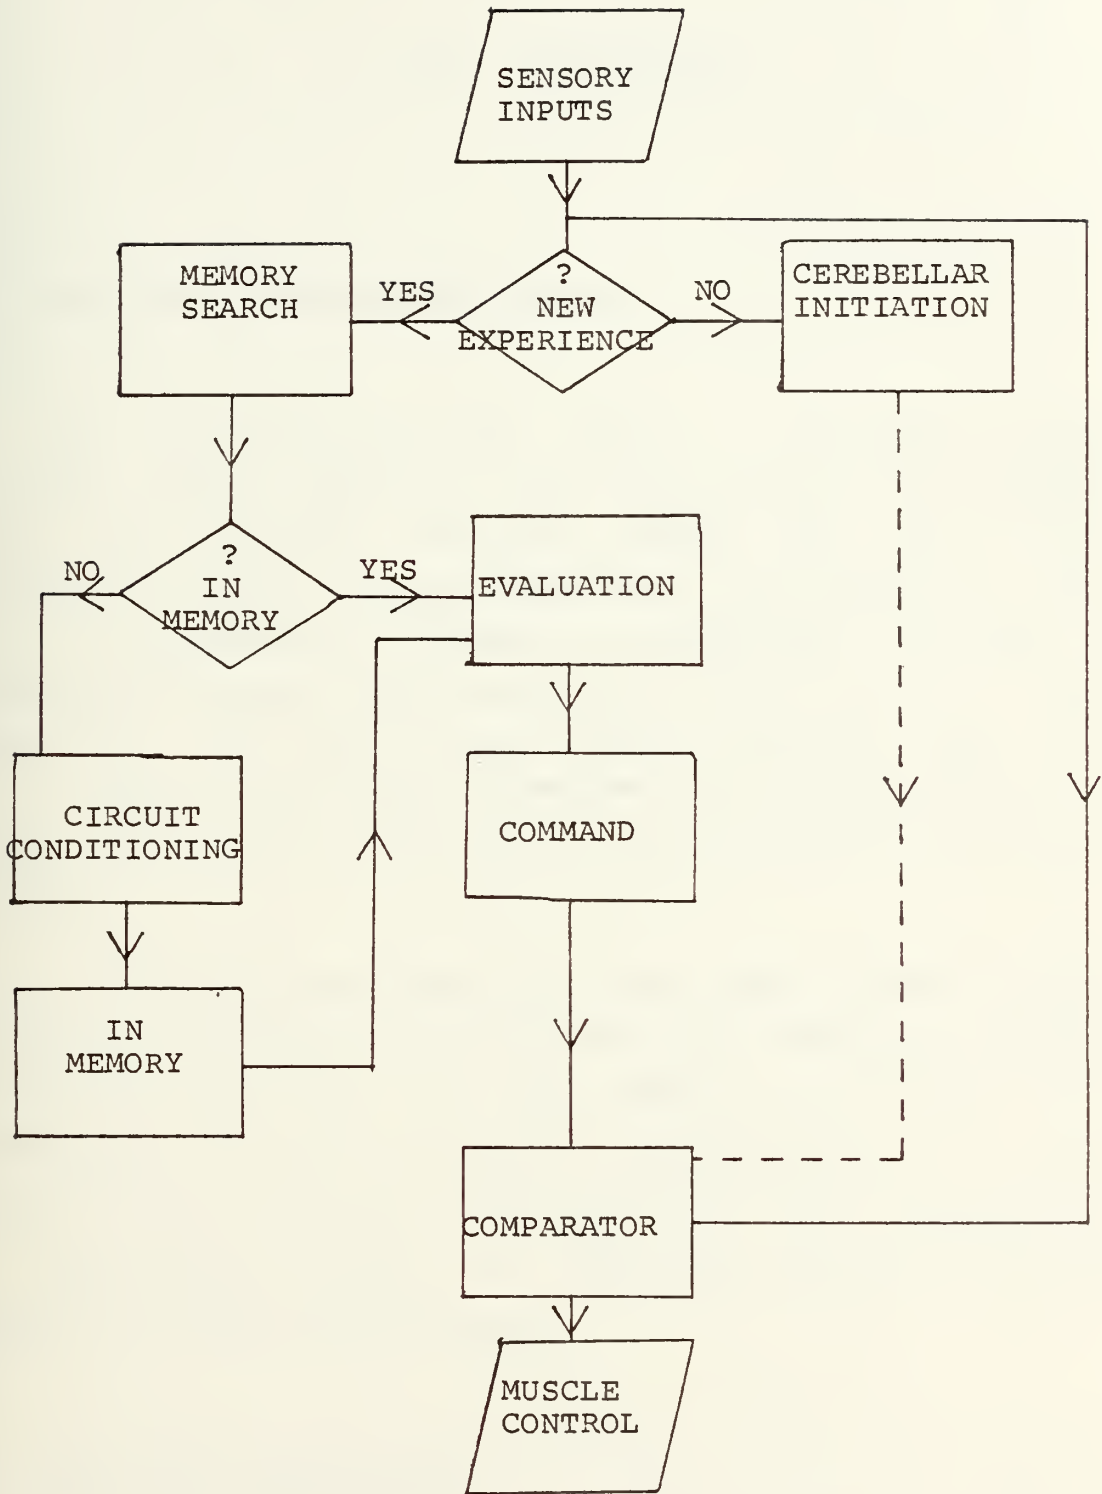 SENSORY
INPUTS
?
NEW
EXPERIENCE
YES
NO
MEMORY
SEARCH
CEREBELLAR
INITIATION
?
IN
MEMORY
NO
YES
EVALUATION
CIRCUIT
CONDITIONING
COMMAND
IN
MEMORY
COMPARATOR
MUSCLE
CONTROL